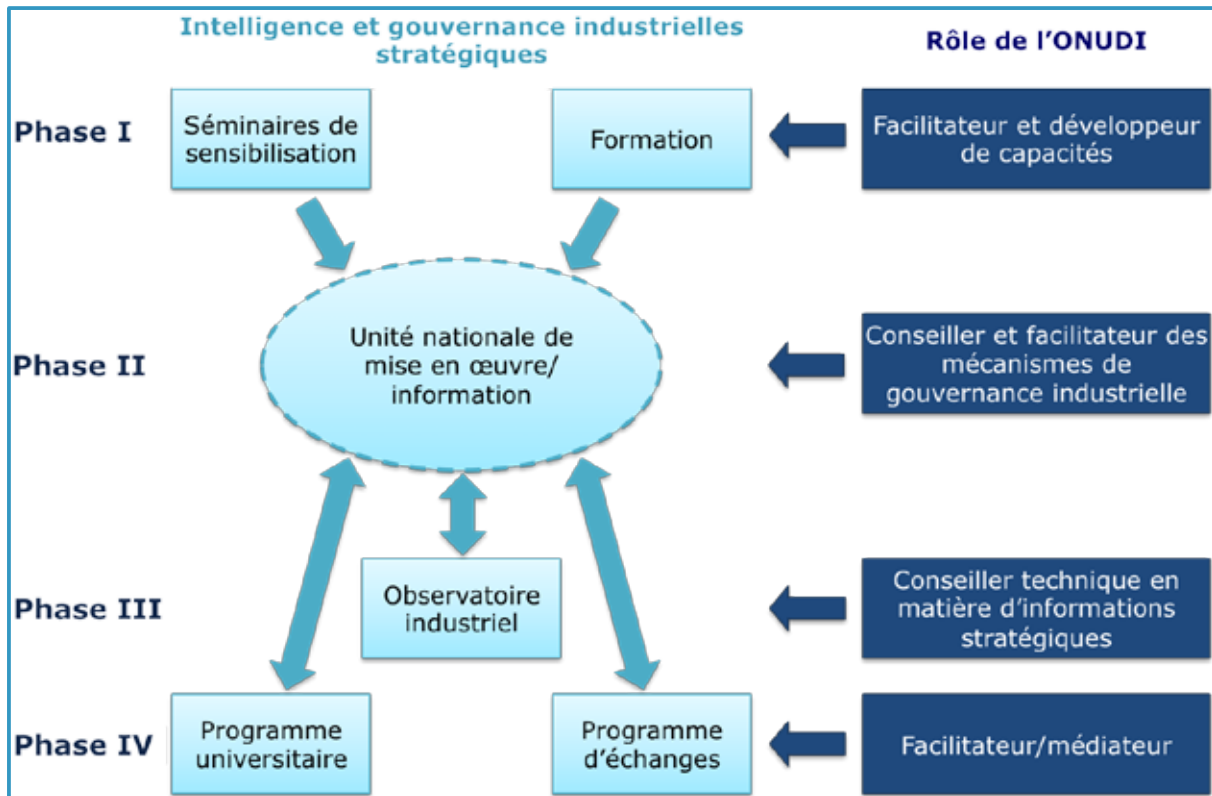 Intelligence et gouvernance industrielles
stratégiques
Rôle de l'ONUDI
Phase I
Séminaires de
sensibilisation
Formation
Facilitateur et développeur
de capacités
Phase II
Unité nationale de
mise en œuvre/
information
Conseiller et facilitateur des
mécanismes de
gouvernance industrielle
Phase III
Observatoire
industriel
Conseiller technique en
matière d'informations
stratégiques
Phase IV
Programme
universitaire
Programme
d'échanges
Facilitateur/médiateur